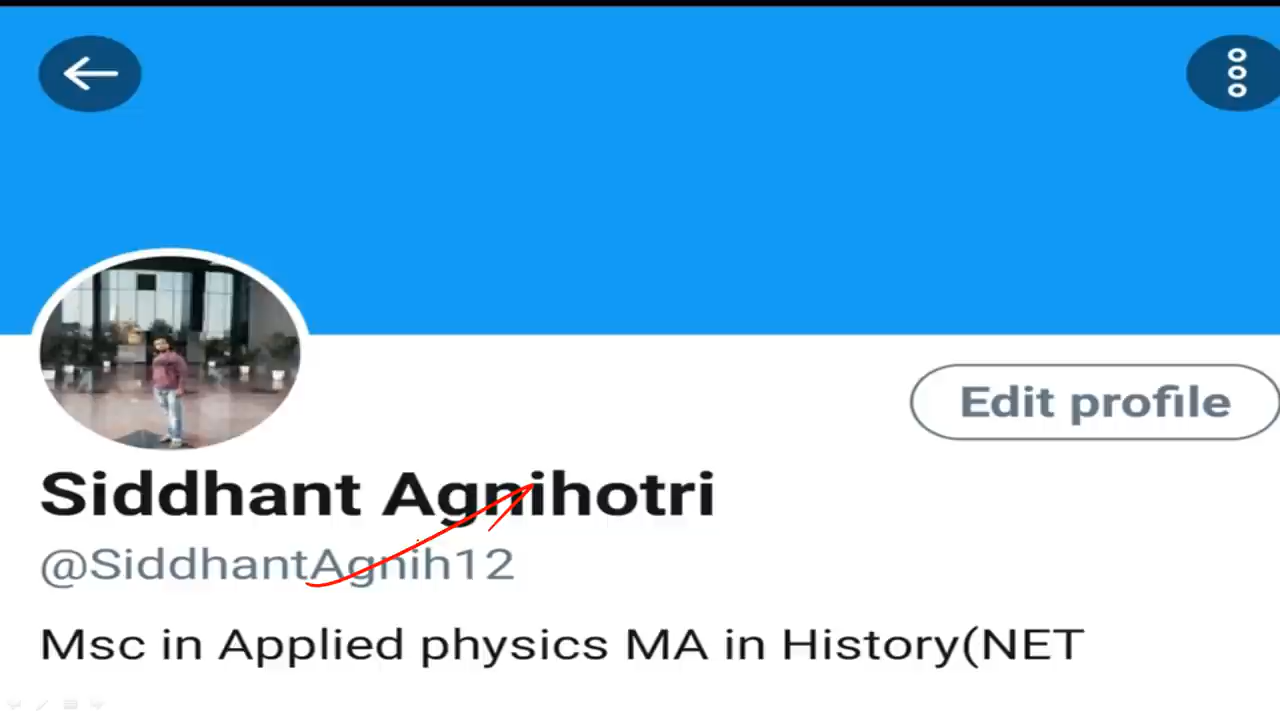 Edit profile
Siddhant Agnihotri
@SiddhantAgnih12
Msc in Applied physics MA in History(NET